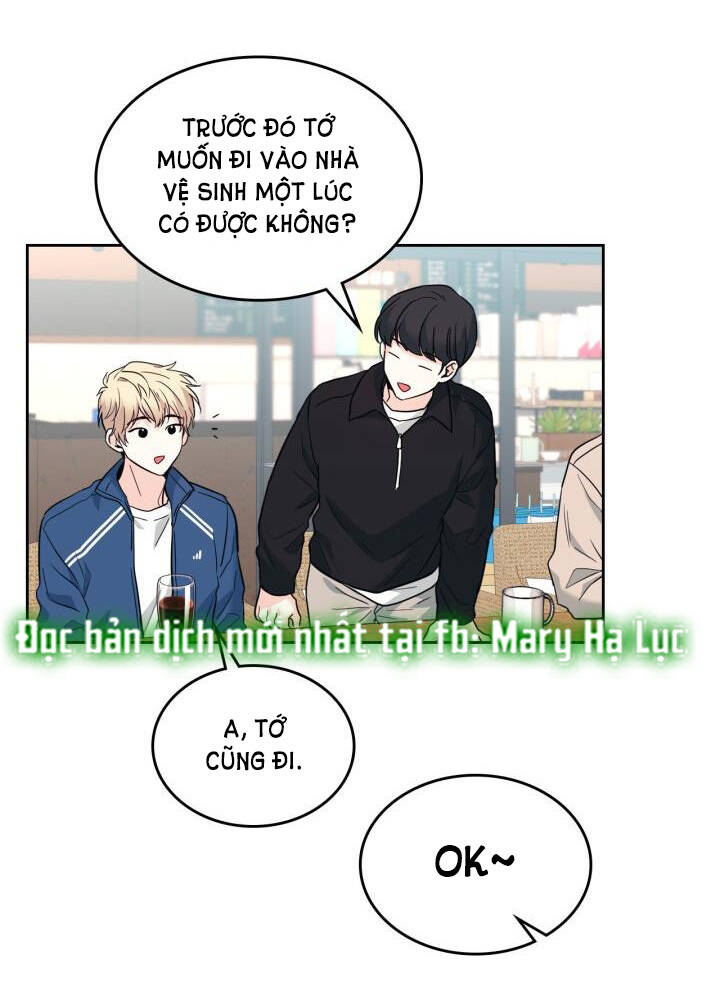 TRƯỚC ĐÓ TỚ
MUỐN ĐI VÀO NHÀ
VỆ SINH MỘT LÚC
CÓ ĐƯỢC KHÔNG?
Đọc bản dịch mới nhất tại fb: Mary Hạ Lục
A, TỚ
CŨNG ĐI.
OK~